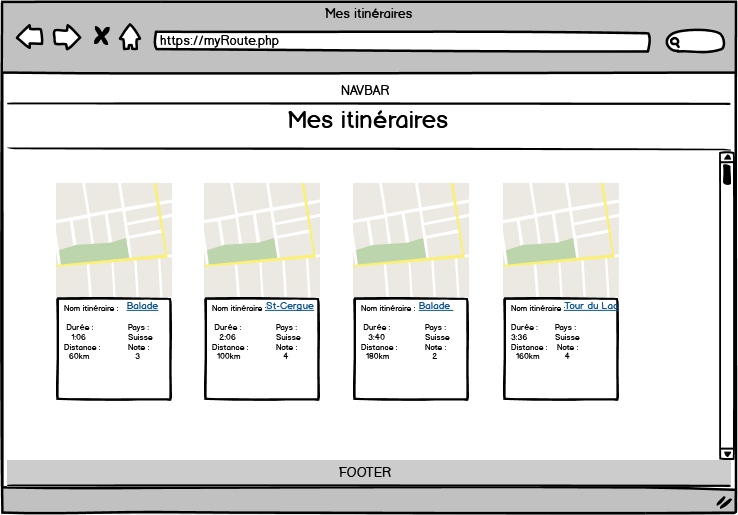 Mes itinéraires
https://myRoute.php
NAVBAR
Mes itinéraires
Nom itinéraire : Balade
Durée : Pays :
1:06 Suisse
Distance : Note :
60km 3
Nom itinéraire : St-Cergue
Durée : Pays :
2:06 Suisse
Distance : Note :
100km 4
Nom itinéraire : Balade
Durée : Pays :
3:40 Suisse
Distance : Note :
180km 2
Nom itinéraire : Tour du Lac
Durée : Pays :
3:36 Suisse
Distance : Note :
160km 4
FOOTER